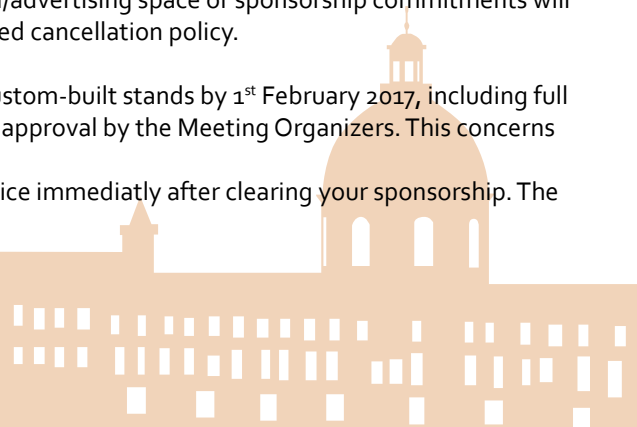 /advertising space or sponsorship commitments will
ed cancellation policy.
ustom-built stands by 1st February 2017, including full
approval by the Meeting Organizers. This concerns
ice immediatly after clearing your sponsorship. The